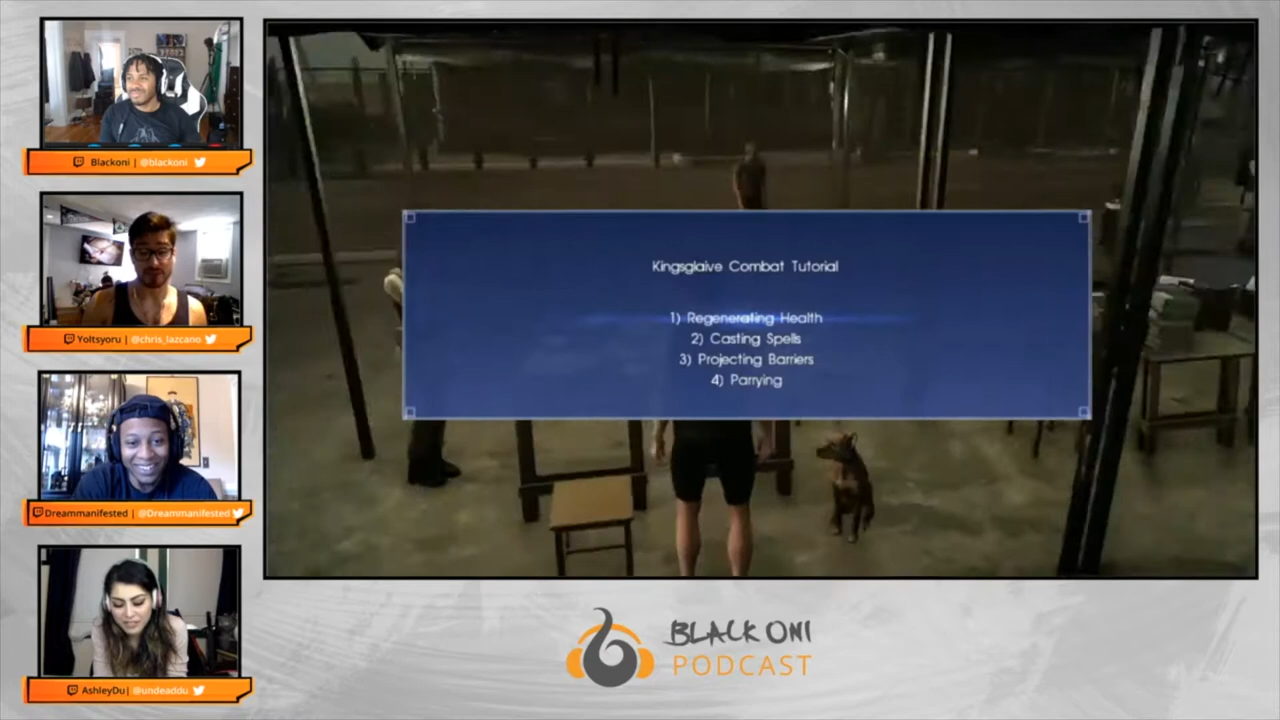 Blackoni | @blackoni
Yoltsyoru | @chris_lazcano
Dreammanifested | @Dreammanifested
AshleyDu| @undeaddu
Kingsglaive Combat Tutorial
1) Regenerating Health
2) Casting Spells
3) Projecting Barriers
4) Parrying
BLACK ONI
PODCAST